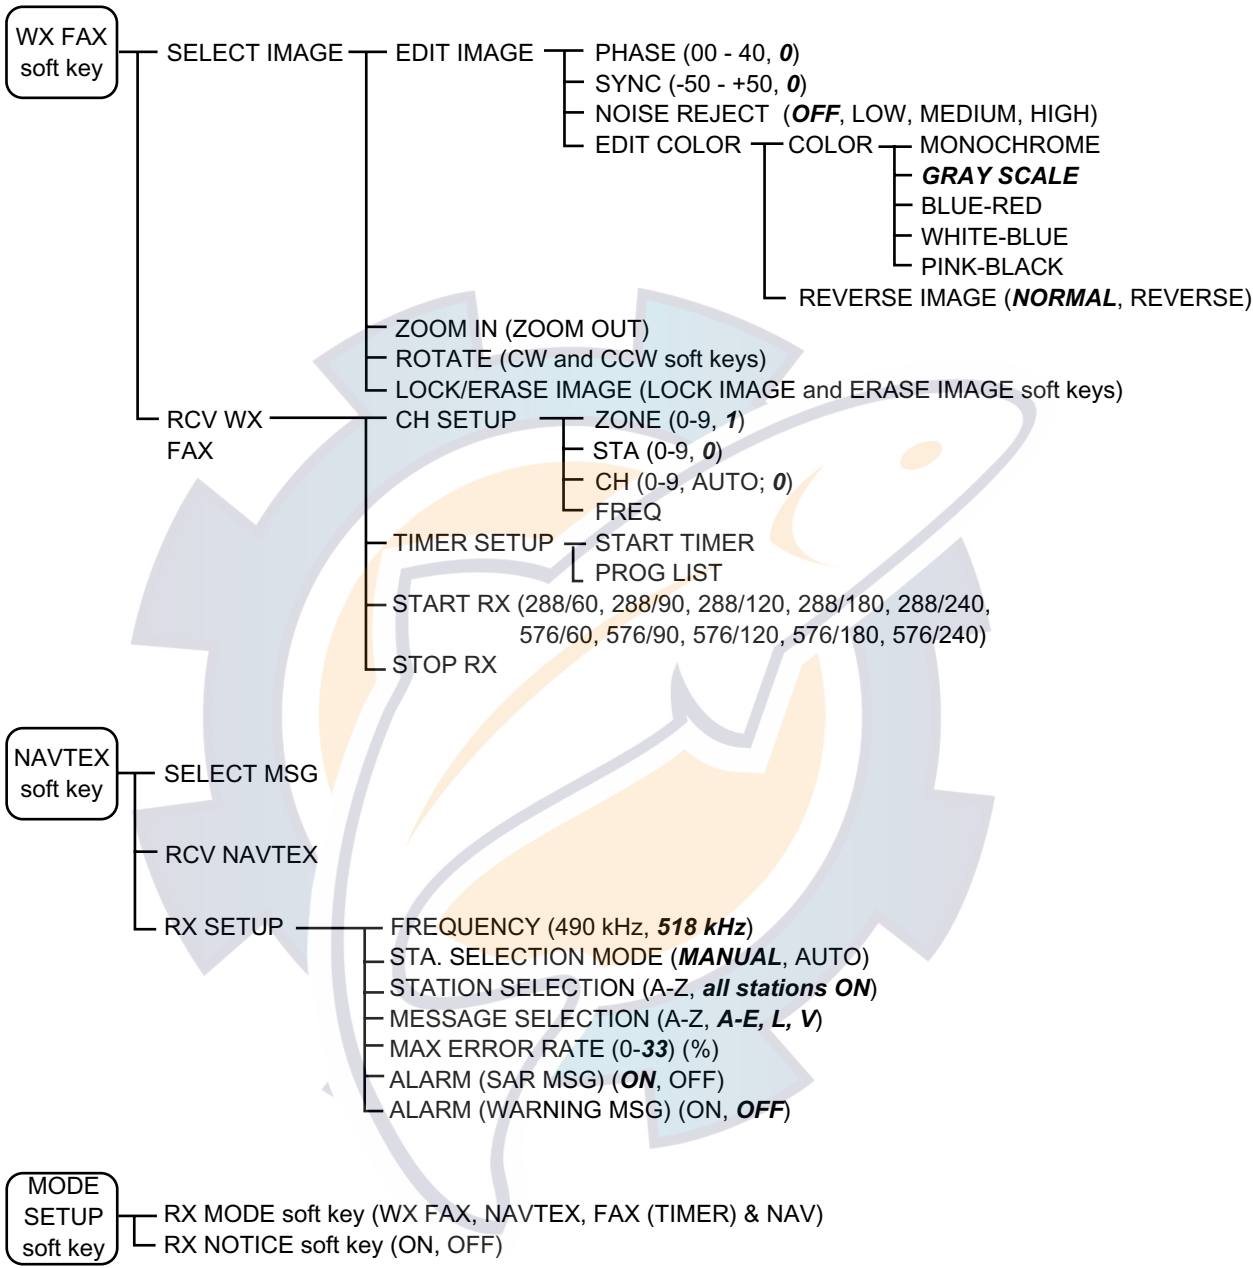 WX FAX
soft key
SELECT IMAGE
EDIT IMAGE
PHASE (00 - 40, 0)
SYNC (-50 - +50, 0)
NOISE REJECT (OFF, LOW, MEDIUM, HIGH)
EDIT COLOR
COLOR
MONOCHROME
GRAY SCALE
BLUE-RED
WHITE-BLUE
PINK-BLACK
REVERSE IMAGE (NORMAL, REVERSE)
ZOOM IN (ZOOM OUT)
ROTATE (CW and CCW soft keys)
LOCK/ERASE IMAGE (LOCK IMAGE and ERASE IMAGE soft keys)
RCV WX
FAX
CH SETUP
ZONE (0-9, 1)
STA (0-9, 0)
CH (0-9, AUTO; 0)
FREQ
TIMER SETUP
START TIMER
PROG LIST
START RX (288/60, 288/90, 288/120, 288/180, 288/240,
576/60, 576/90, 576/120, 576/180, 576/240)
STOP RX
NAVTEX
soft key
SELECT MSG
RCV NAVTEX
RX SETUP
FREQUENCY (490 kHz, 518 kHz)
STA. SELECTION MODE (MANUAL, AUTO)
STATION SELECTION (A-Z, all stations ON)
MESSAGE SELECTION (A-Z, A-E, L, V)
MAX ERROR RATE (0-33) (%)
ALARM (SAR MSG) (ON, OFF)
ALARM (WARNING MSG) (ON, OFF)
MODE
SETUP
soft key
RX MODE soft key (WX FAX, NAVTEX, FAX (TIMER) & NAV)
RX NOTICE soft key (ON, OFF)